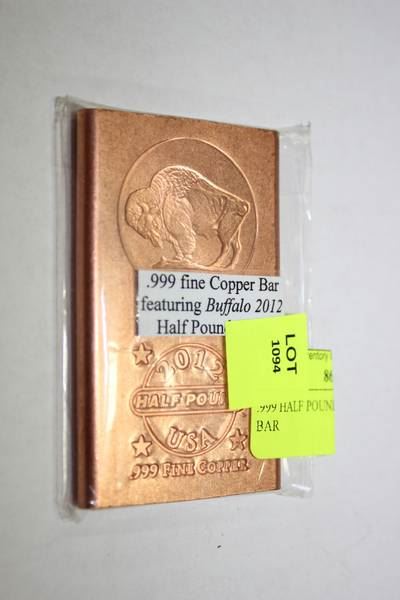 .999 fine Copper Bar
featuring Buffalo 2012
Half Pound
LOT
1094
86
.999 HALF POUND
BAR
2012
HALF POUND
USA
.999 FINE COPPER